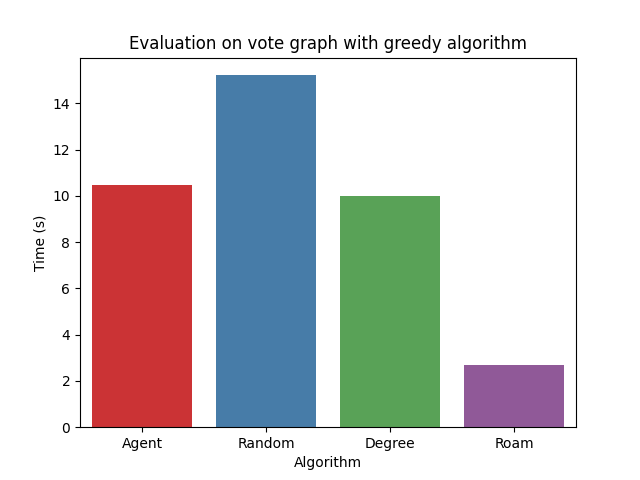 Evaluation on vote graph with greedy algorithm
14
12
10
8
6
4
2
0
Time (s)
Agent Random Degree Roam
Algorithm